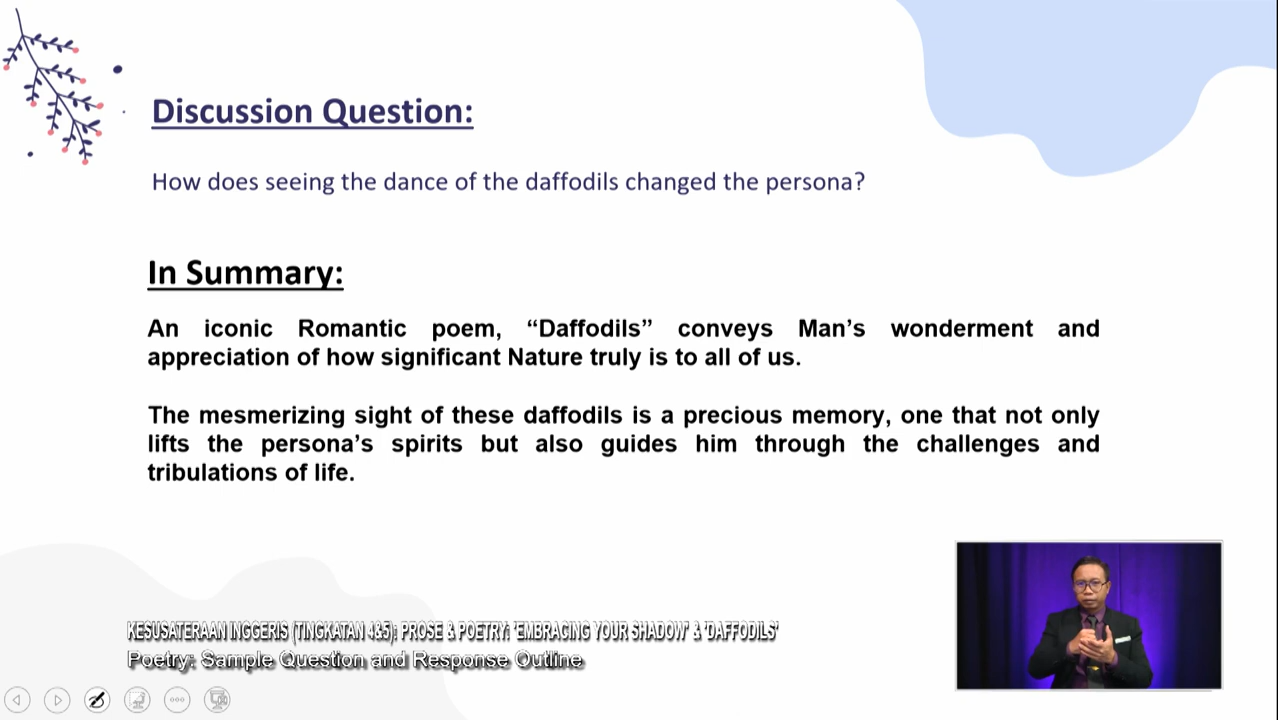 Discussion Question:
How does seeing the dance of the daffodils changed the persona?
In Summary:
An iconic Romantic poem, “Daffodils” conveys Man’s wonderment and
appreciation of how significant Nature truly is to all of us.
The mesmerizing sight of these daffodils is a precious memory, one that not only
lifts the persona’s spirits but also guides him through the challenges and
tribulations of life.
KESUSATERAAN INGGERIS (TINGKATAN 4&5): PROSE & POETRY: 'EMBRACING YOUR SHADOW' & 'DAFFODILS'
Poetry: Sample Question and Response Outline